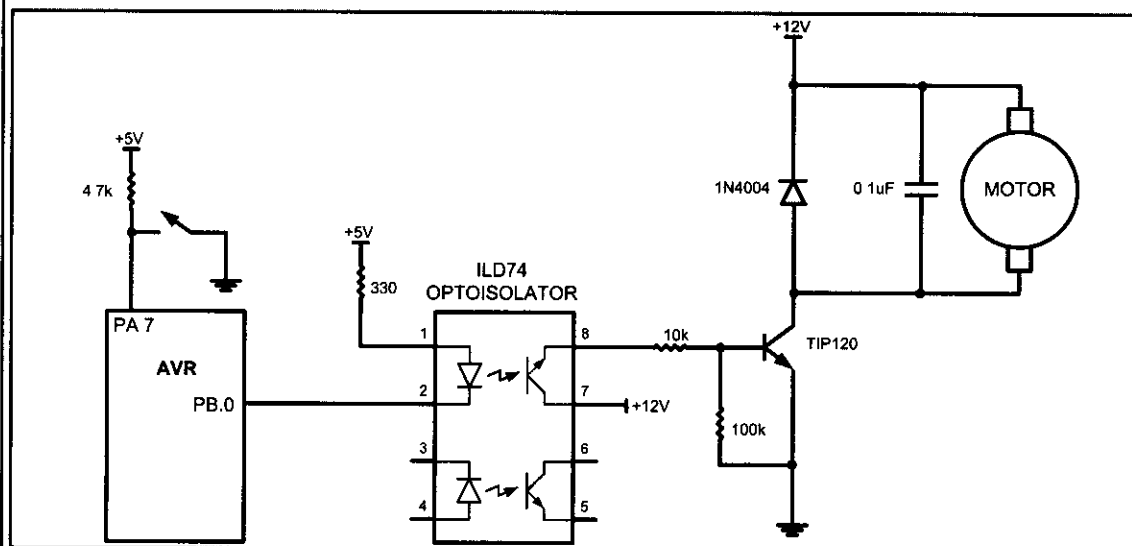 +12V
+5V
4 7k
1N4004
0 1uF
MOTOR
+5V
330
ILD74
OPTOISOLATOR
PA 7
AVR
PB.0
1
2
3
4
8
7
6
5
10k
TIP120
+12V
100k